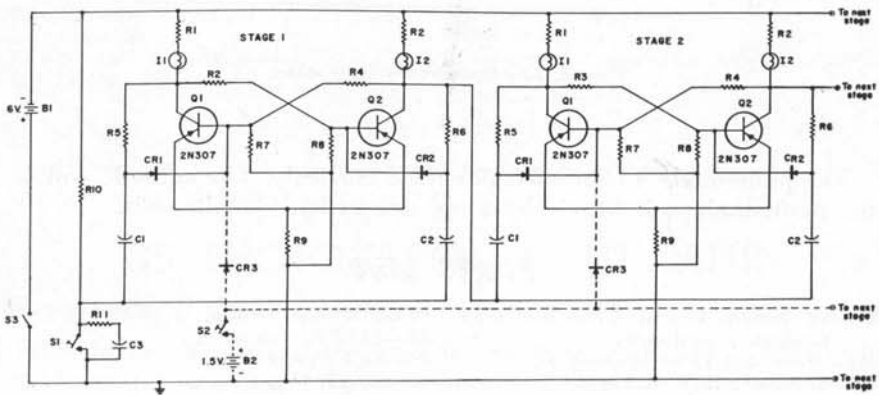 To next
stage
R1
R2
R1
R2
STAGE 1
STAGE 2
I1
I2
I1
I2
To next
stage
R2
R4
R3
R4
6V.
B1
Q1
Q2
Q1
Q2
R5
R6
R5
R6
R7
R8
R7
R8
2N307
2N307
2N307
2N307
CR1
CR2
CR1
CR2
R10
C1
R9
C2
C1
R9
C2
CR3
CR3
To next
stage
S3
R11
S2
S1
C3
1.5V.
B2
To next
stage